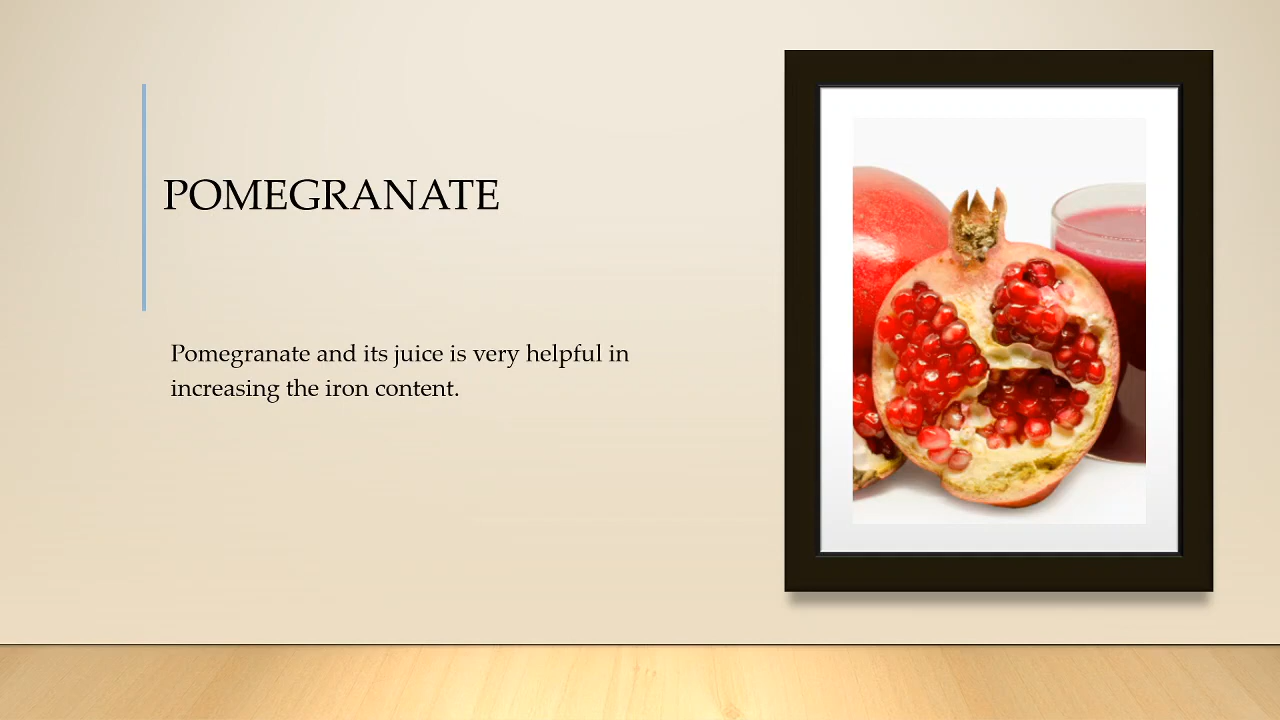 POMEGRANATE
Pomegranate and its juice is very helpful in
increasing the iron content.